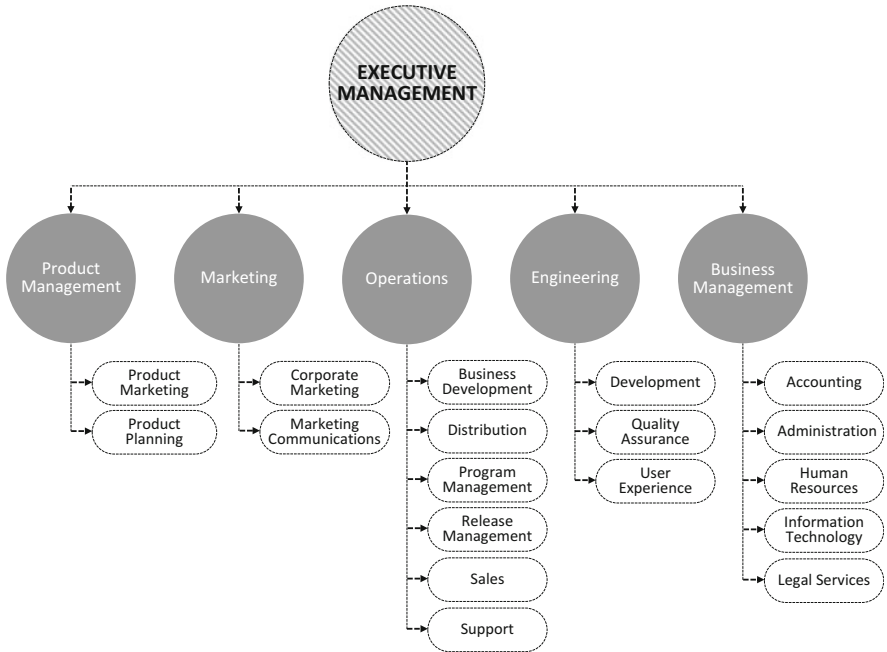 EXECUTIVE
MANAGEMENT
Product
Management
Marketing
Operations
Engineering
Business
Management
Product
Marketing
Product
Planning
Corporate
Marketing
Marketing
Communications
Business
Development
Distribution
Program
Management
Release
Management
Sales
Support
Development
Quality
Assurance
User
Experience
Accounting
Administration
Human
Resources
Information
Technology
Legal Services